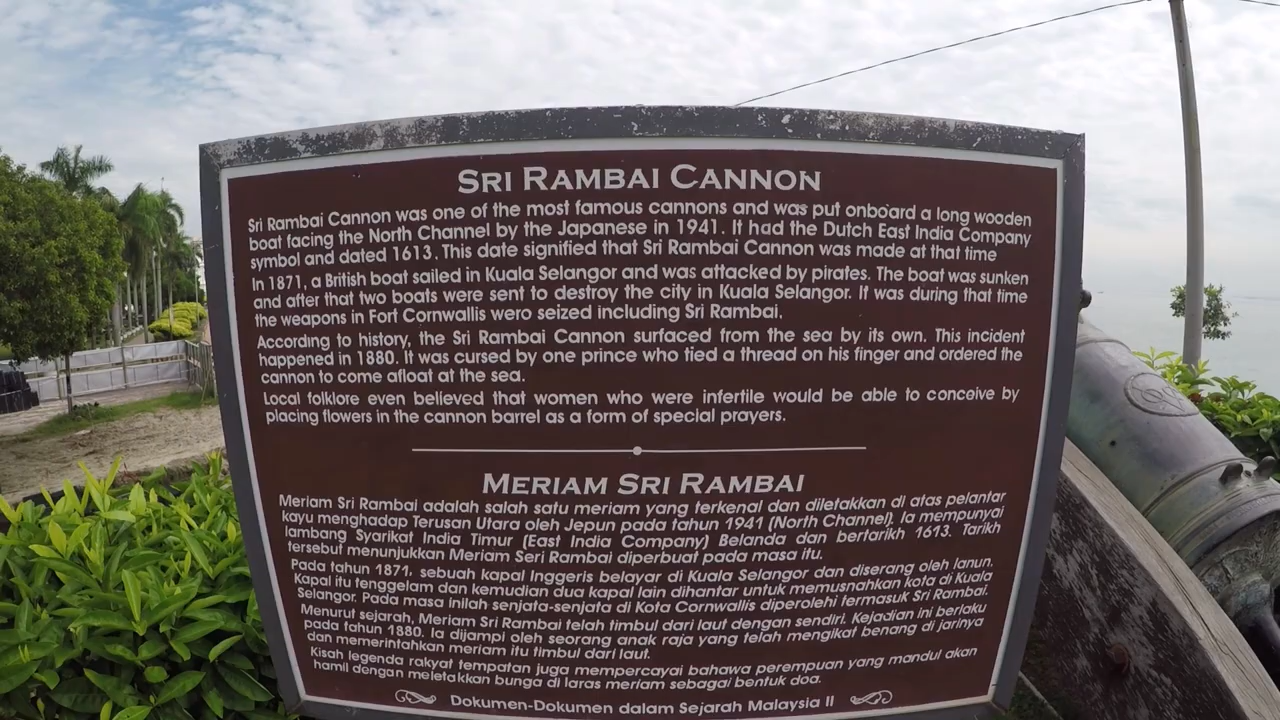 SRI RAMBAI CANNON
Sri Rambai Cannon was one of the most famous cannons and was put onboard a long wooden
boat facing the North Channel by the Japanese in 1941. It had the Dutch East India Company
symbol and dated 1613. This date signified that Sri Rambai Cannon was made at that time
In 1871, a British boat sailed in Kuala Selangor and was attacked by pirates. The boat was sunken
and after that two boats were sent to destroy the city in Kuala Selangor. It was during that time
the weapons in Fort Cornwallis wero seized including Sri Rambai.
According to history, the Sri Rambai Cannon surfaced from the sea by its own. This incident
happened in 1880. It was cursed by one prince who tied a thread on his finger and ordered the
cannon to come afloat at the sea.
Local folklore even believed that women who were infertile would be able to conceive by
placing flowers in the cannon barrel as a form of special prayers.
MERIAM SRI RAMBAI
Meriam Sri Rambai adalah salah satu meriam yang terkenal dan diletakkan di atas pelantar
kayu menghadap Terusan Utara oleh Jepun pada tahun 1941 (North Channel). Ia mempunyai
lambang Syarikat India Timur (East India Company) Belanda dan bertarikh 1613. Tarikh
tersebut menunjukkan Meriam Seri Rambai diperbuat pada masa itu.
Pada tahun 1871, sebuah kapal Inggeris belayar di Kuala Selangor dan diserang oleh lanun.
Kapal itu tenggelam dan kemudian dua kapal lain dihantar untuk memusnahkan kota di Kuala
Selangor. Pada masa inilah senjata-senjata di Kota Cornwallis diperolehi termasuk Sri Rambai.
Menurut sejarah, Meriam Sri Rambai telah timbul dari laut dengan sendiri. Kejadian ini berlaku
pada tahun 1880. Ia dijampi oleh seorang anak raja yang telah mengikat benang di jarinya
dan memerintahkan meriam itu timbul dari laut.
Kisah legenda rakyat tempatan juga mempercayai bahawa perempuan yang mandul akan
hamil dengan meletakkan bunga di laras meriam sebagai bentuk doa.
Dokumen-Dokumen dalam Sejarah Malaysia II